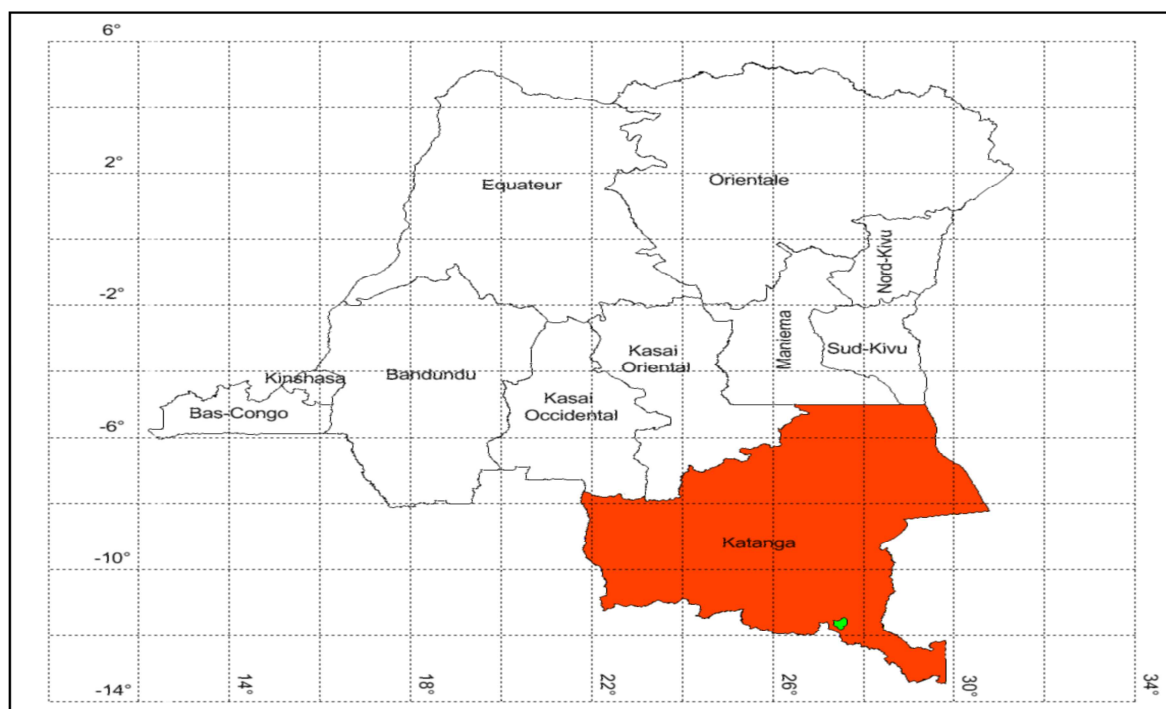 6°
2°
Equateur
Orientale
Nord-Kivu
-2°
Maniema
Sud-Kivu
Kasai
Oriental
Kinshasa
Bandundu
Kasai
Occidental
Bas-Congo
-6°
Katanga
-10°
-14°
14°
18°
22°
26°
30°
34°